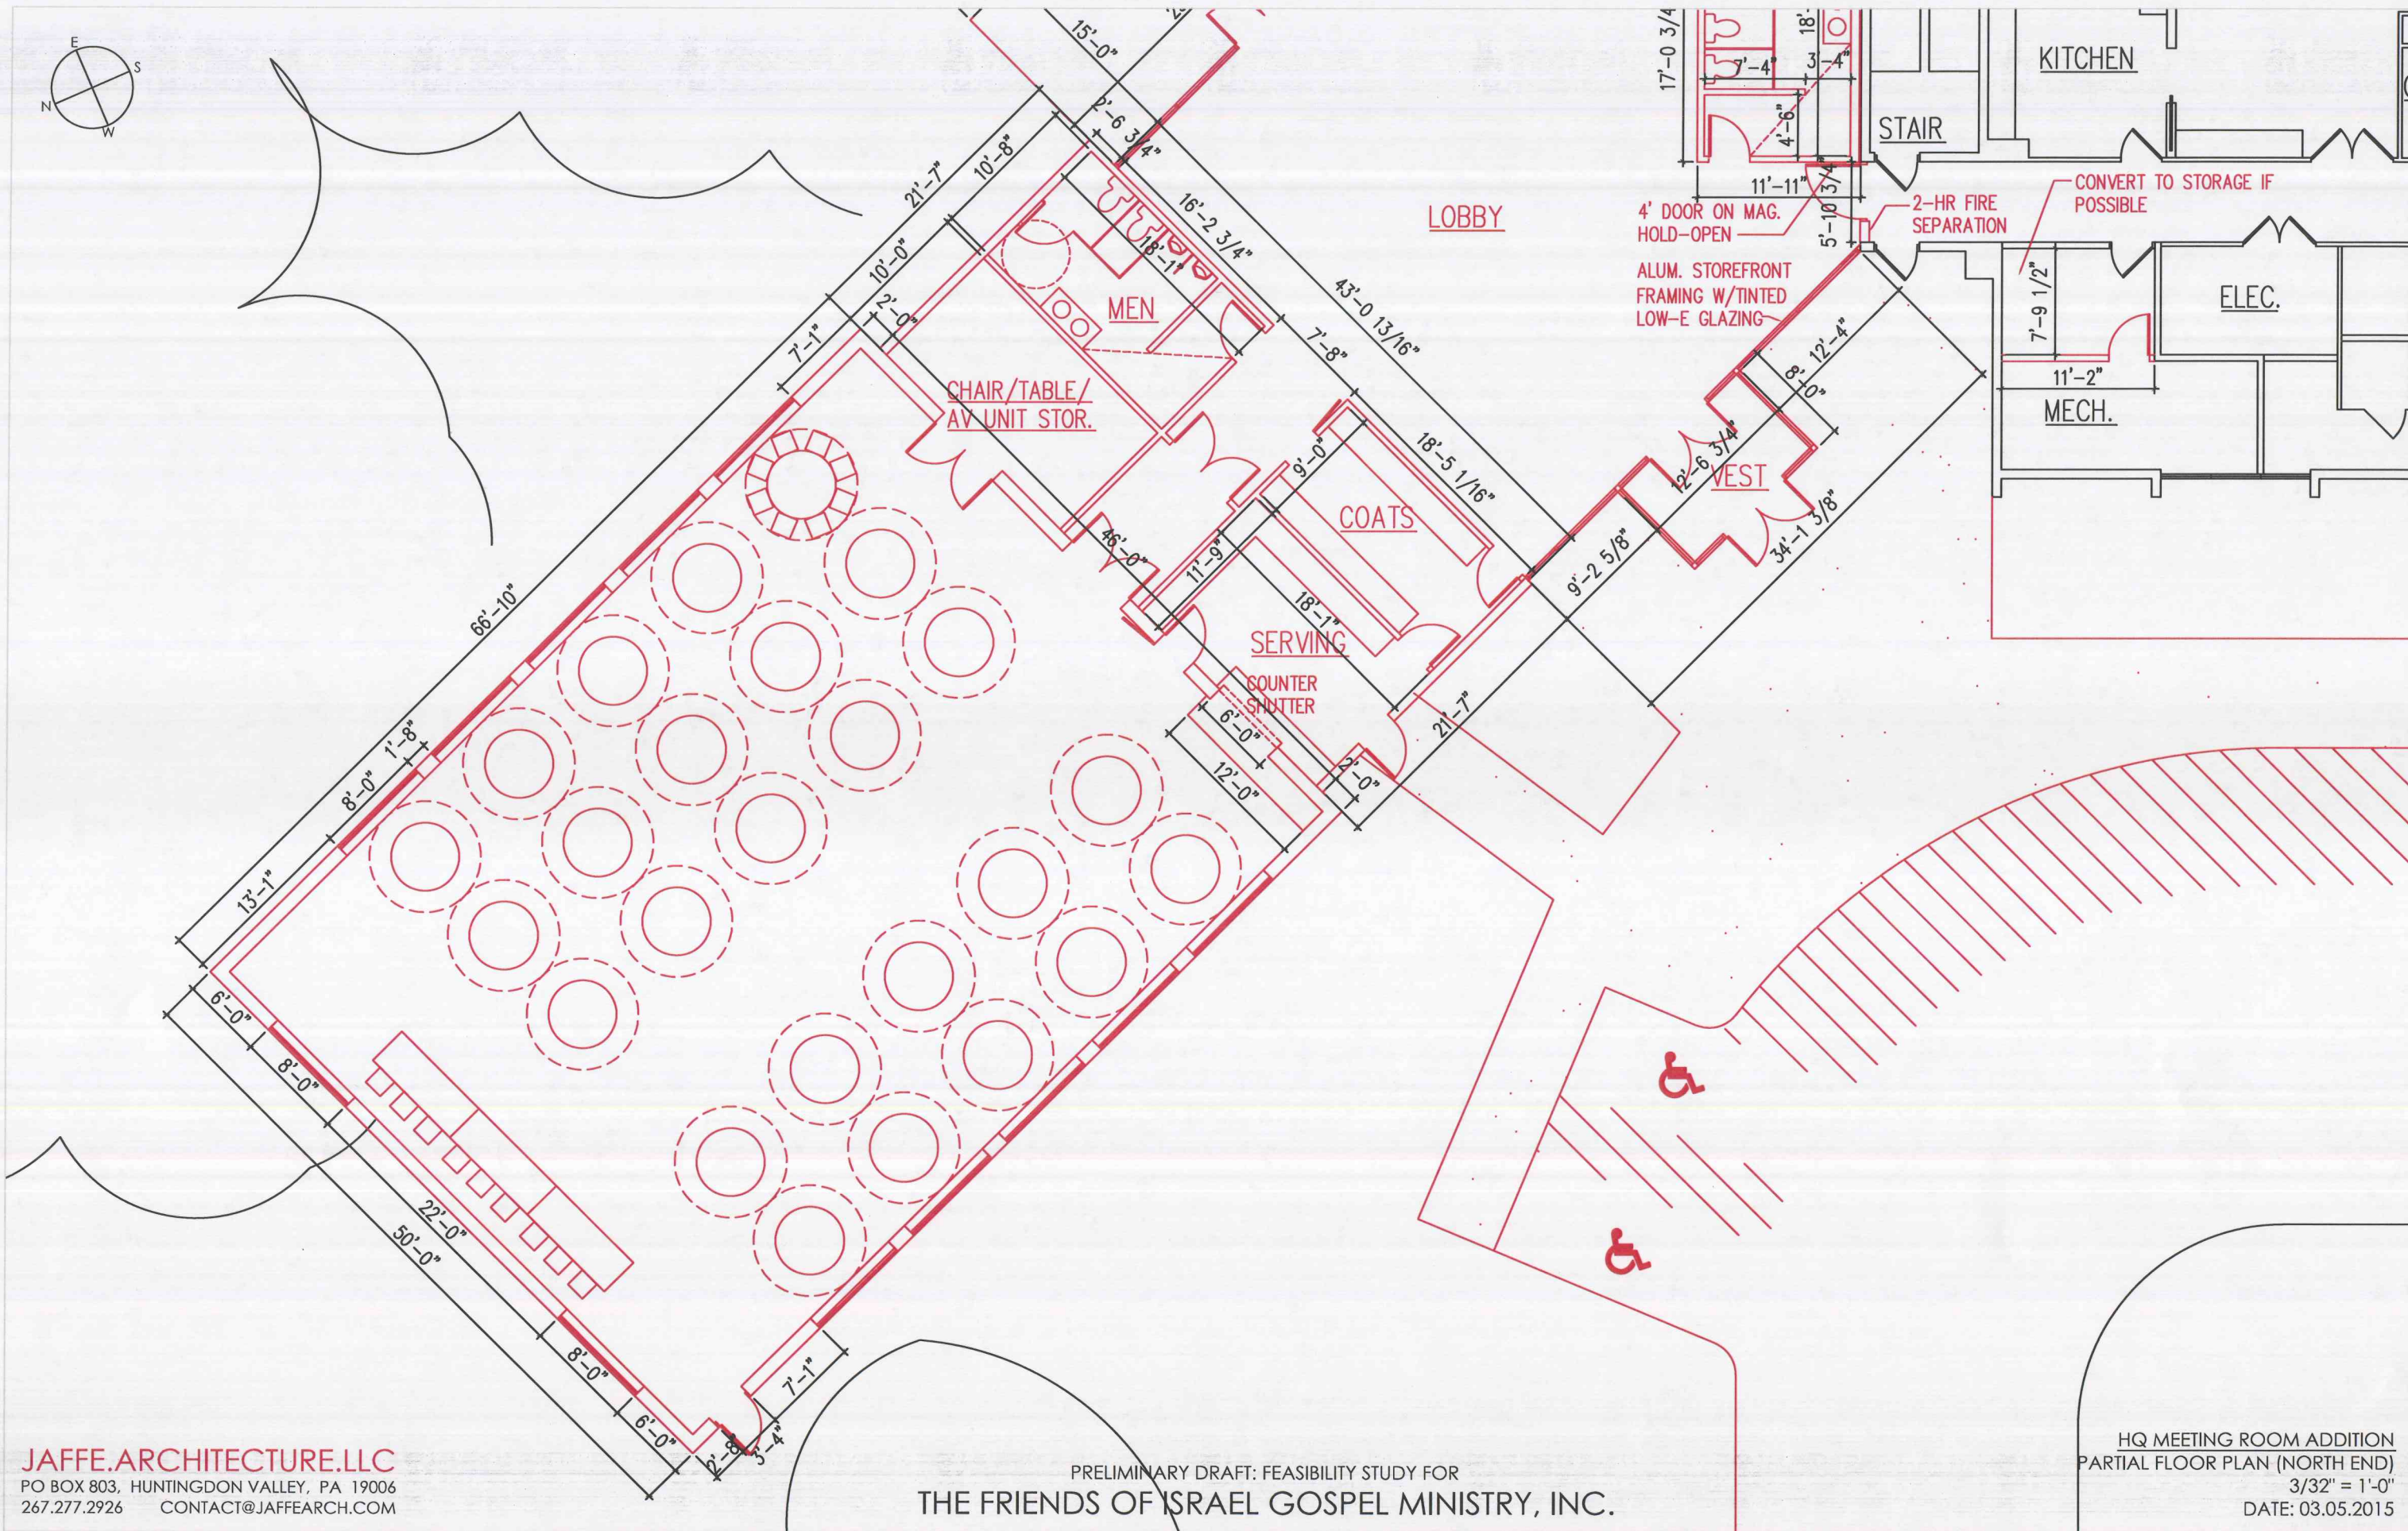 E
S
N
W
15'-0"
2'-6 3/4"
10'-8"
21'-7"
10'-0"
2'-0"
7'-1"
16'-2 3/4"
18'-1"
MEN
43'-0 13/16"
7'-8"
LOBBY
17'-0 3/4
18'-
7'-4"
3'-4"
4'-6"
11'-11"
5'-10 3/4"
STAIR
KITCHEN
4' DOOR ON MAG.
HOLD-OPEN
2-HR FIRE
SEPARATION
CONVERT TO STORAGE IF
POSSIBLE
ALUM. STOREFRONT
FRAMING W/TINTED
LOW-E GLAZING
7'-9 1/2"
ELEC.
11'-2"
MECH.
12'-4"
8'-0"
12'-6 3/4"
VEST
34'-1 3/8"
9'-2 5/8"
CHAIR/TABLE/
AV UNIT STOR.
9'-0"
18'-5 1/16"
COATS
46'-0"
11'-9"
18'-1"
SERVING
COUNTER
SHUTTER
6'-0"
12'-0"
2'-0"
21'-7"
66'-10"
1'-8"
8'-0"
13'-1"
6'-0"
8'-0"
22'-0"
50'-0"
8'-0"
6'-0"
2'-8"
7'-1"
JAFFE.ARCHITECTURE.LLC
PO BOX 803, HUNTINGDON VALLEY, PA 19006
267.277.2926 CONTACT@JAFFEARCH.COM
PRELIMINARY DRAFT: FEASIBILITY STUDY FOR
THE FRIENDS OF ISRAEL GOSPEL MINISTRY, INC.
HQ MEETING ROOM ADDITION
PARTIAL FLOOR PLAN (NORTH END)
3/32" = 1'-0"
DATE: 03.05.2015